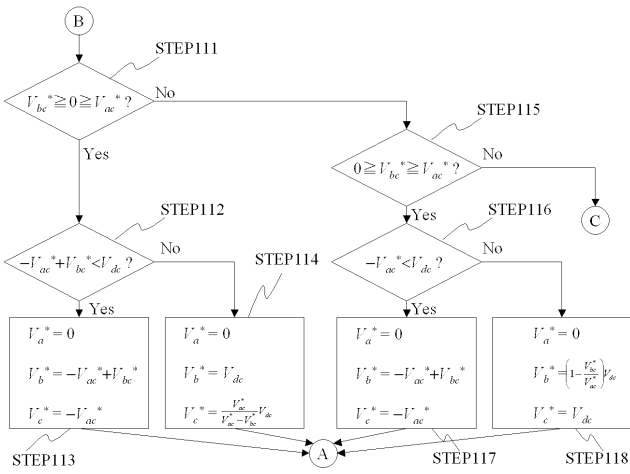 B
STEP111
V_bc* ≧ 0 ≧ V_ac* ?
No
Yes
STEP115
0 ≧ V_bc* ≧ V_ac* ?
No
Yes
C
STEP112
−V_ac*+V_bc*<V_dc ?
No
Yes
STEP114
STEP116
−V_ac*<V_dc ?
No
Yes
V_a* = 0
V_b* = −V_ac*+V_bc*
V_c* = −V_ac*
STEP113
V_a* = 0
V_b* = V_dc
V_c* = V_ac*/(V_ac* − V_bc*) V_dc
V_a* = 0
V_b* = −V_ac*+V_bc*
V_c* = −V_ac*
STEP117
V_a* = 0
V_b* = (1 − V_bc*/V_ac*) V_dc
V_c* = V_dc
STEP118
A